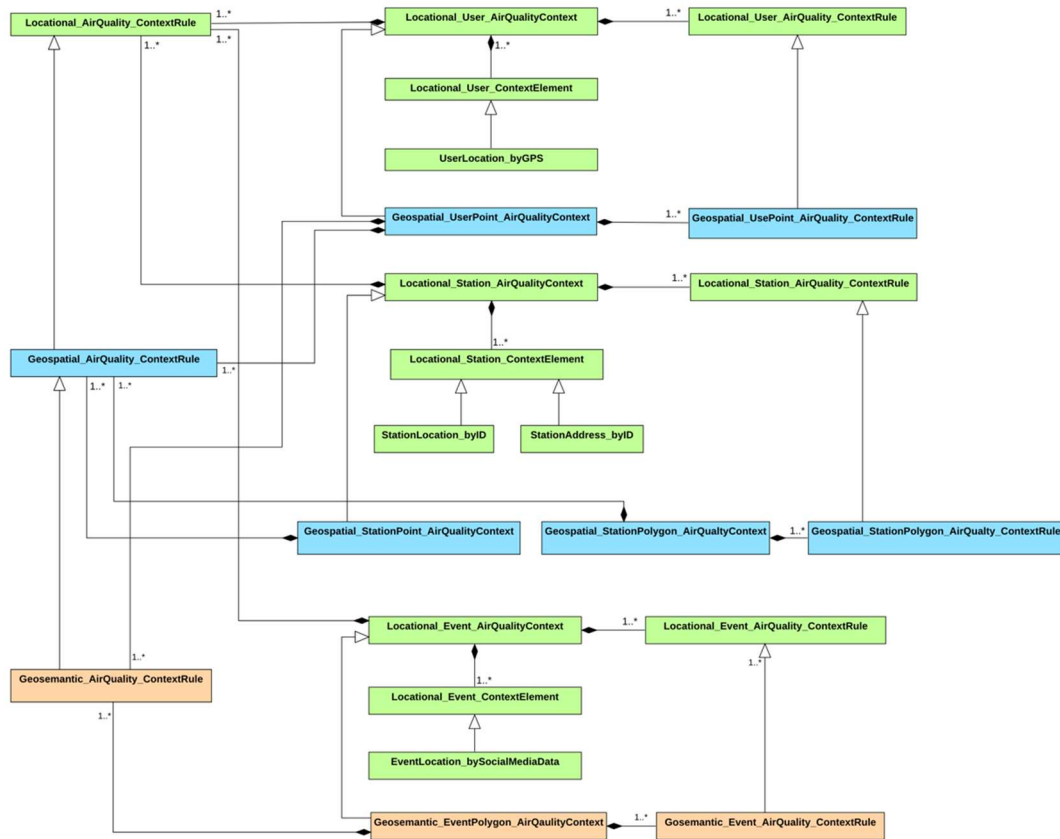 Locational_AirQuality_ContextRule
1..*
1..*
1..*
Locational_User_AirQualityContext
1..*
Locational_User_AirQuality_ContextRule
1..*
Locational_User_ContextElement
UserLocation_byGPS
Geospatial_UserPoint_AirQualityContext
1..*
Geospatial_UsePoint_AirQuality_ContextRule
Locational_Station_AirQualityContext
1..*
Locational_Station_AirQuality_ContextRule
1..*
Geospatial_AirQuality_ContextRule
1..*
1..*
1..*
Locational_Station_ContextElement
StationLocation_byID
StationAddress_byID
Geospatial_StationPoint_AirQualtyContext
Geospatial_StationPolygon_AirQualtyContext
1..*
Geospatial_StationPolygon_AirQualty_ContextRule
Locational_Event_AirQualityContext
1..*
Locational_Event_AirQuality_ContextRule
1..*
1..*
Geosemantic_AirQuality_ContextRule
1..*
1..*
Locational_Event_ContextElement
EventLocation_bySocialMediaData
Geosemantic_EventPolygon_AirQaulityContext
1..*
Gosemantic_Event_AirQuality_ContextRule